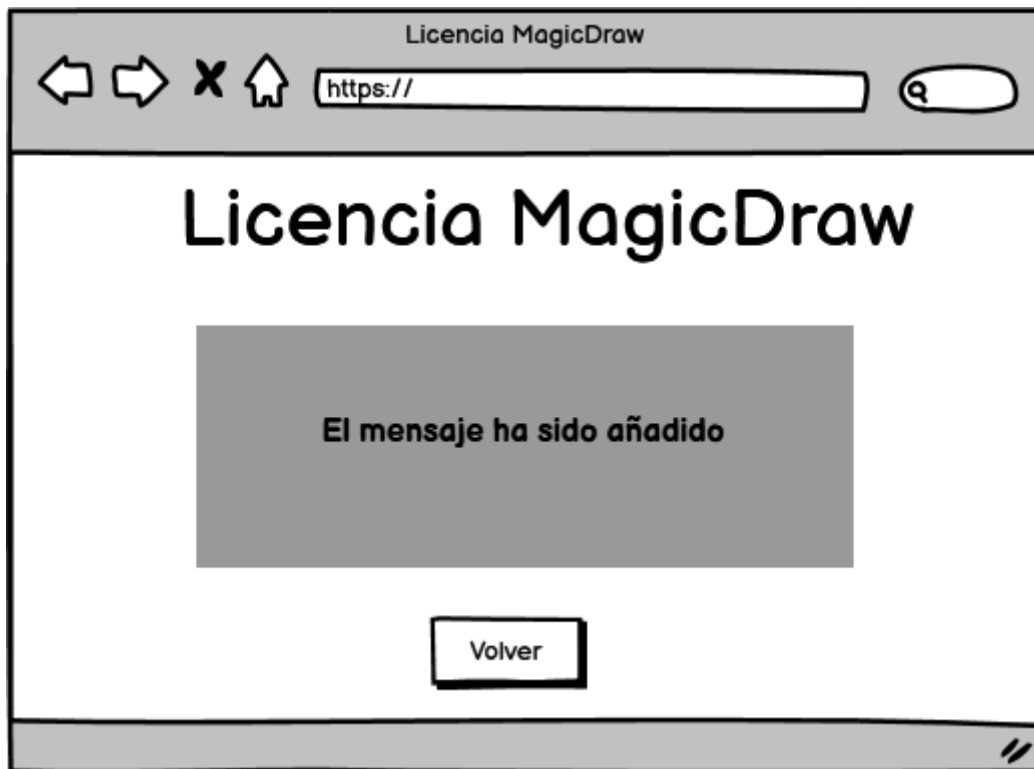 Licencia MagicDraw
https://
Licencia MagicDraw
El mensaje ha sido añadido
Volver